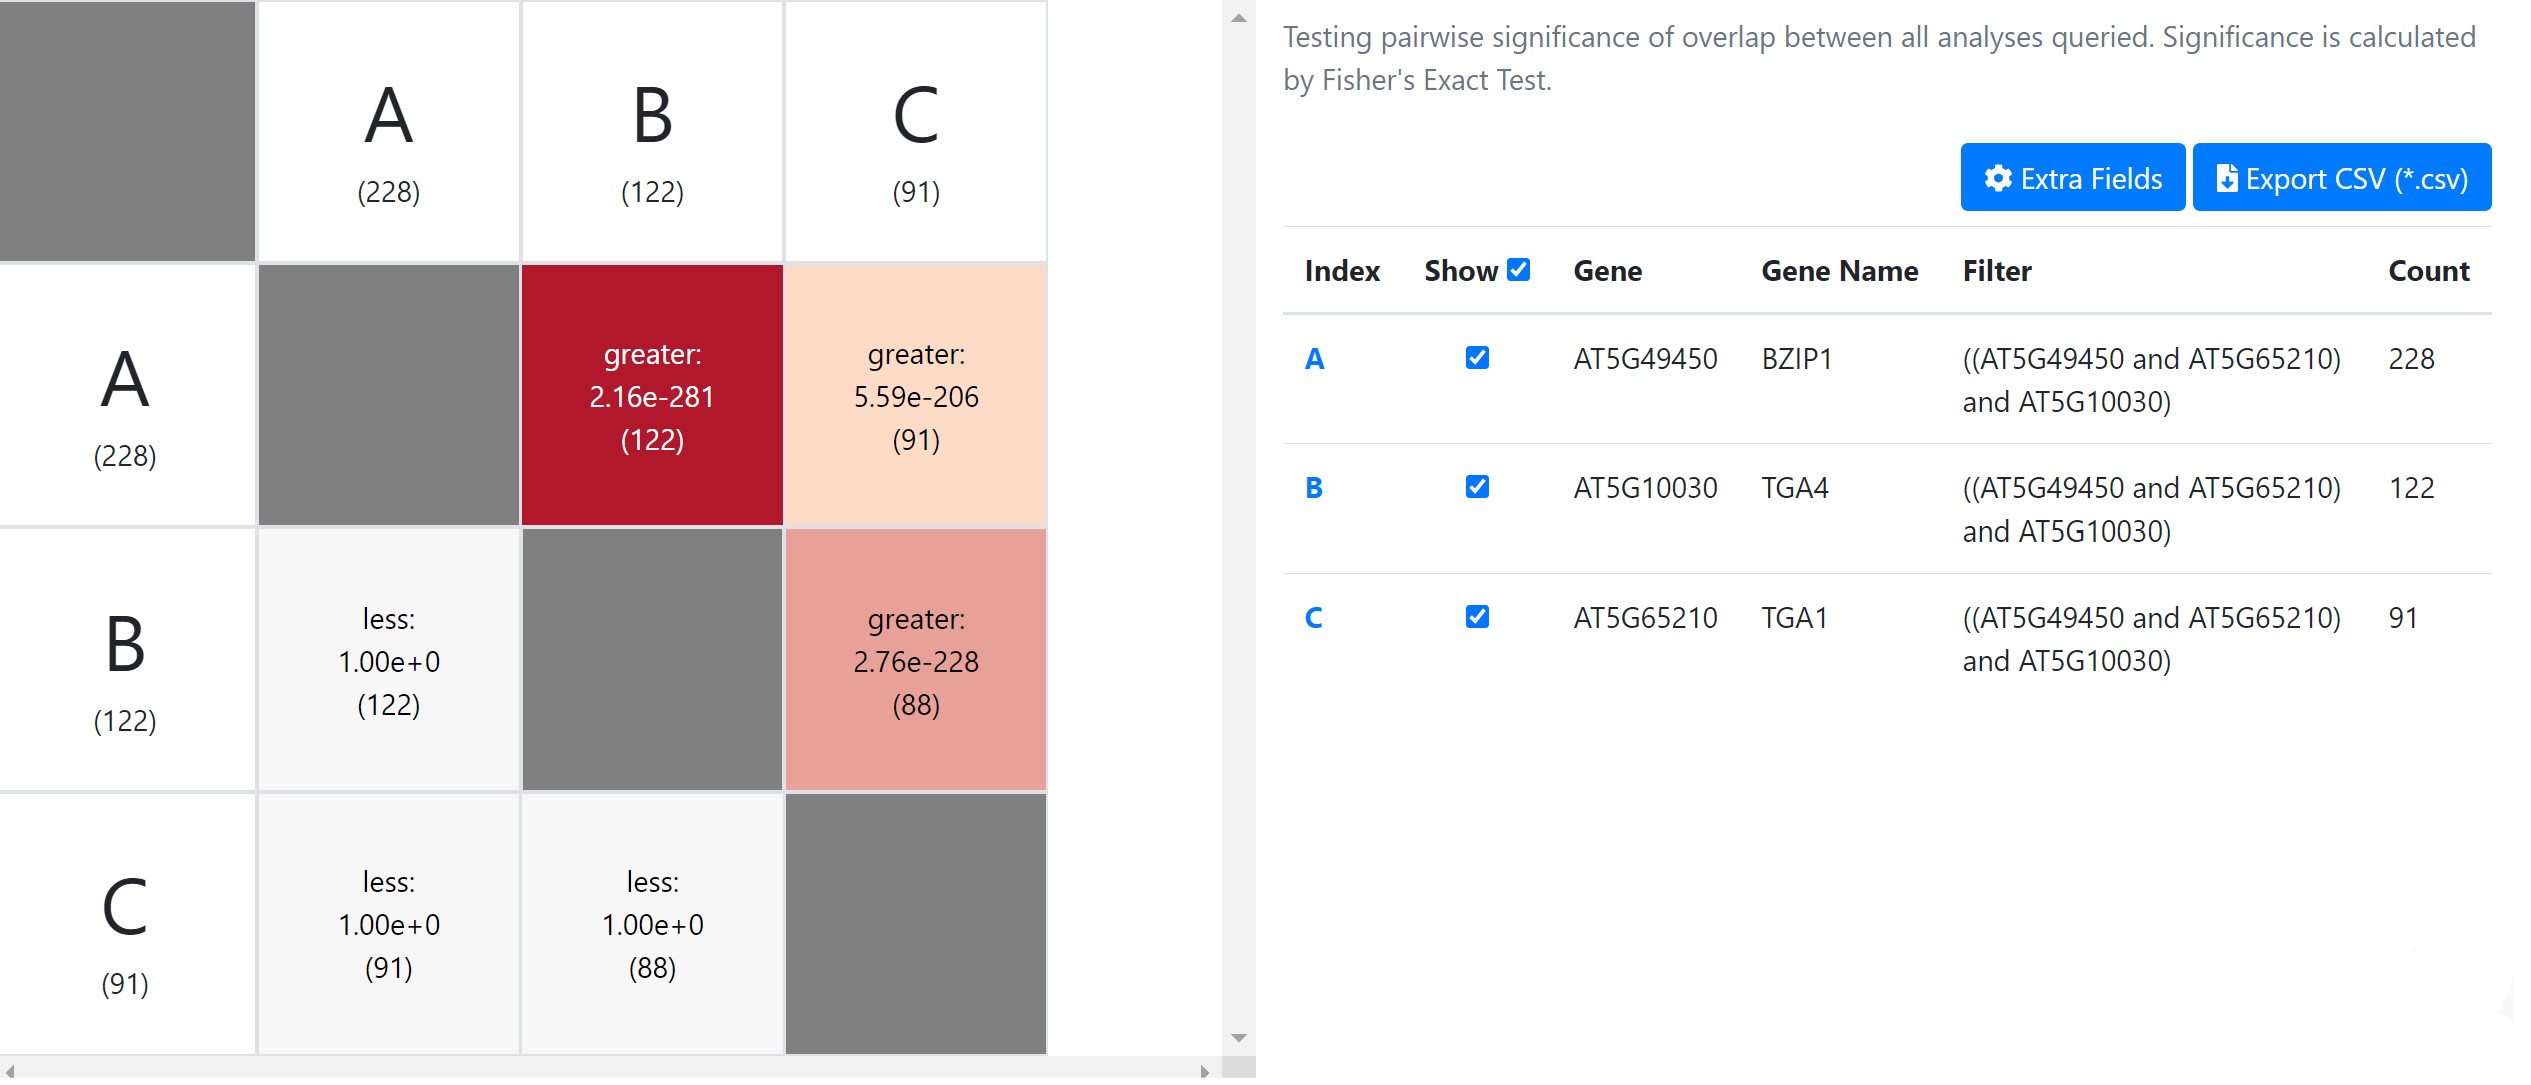 A
(228)
B
(122)
C
(91)
A
(228)
greater:
2.16e-281
(122)
greater:
5.59e-206
(91)
B
(122)
less:
1.00e+0
(122)
greater:
2.76e-228
(88)
C
(91)
less:
1.00e+0
(91)
less:
1.00e+0
(88)
Testing pairwise significance of overlap between all analyses queried. Significance is calculated
by Fisher's Exact Test.
Extra Fields Export CSV (*.csv)
Index Show Gene Gene Name Filter Count
A AT5G49450 BZIP1 ((AT5G49450 and AT5G65210) 228
and AT5G10030)
B AT5G10030 TGA4 ((AT5G49450 and AT5G65210) 122
and AT5G10030)
C AT5G65210 TGA1 ((AT5G49450 and AT5G65210) 91
and AT5G10030)